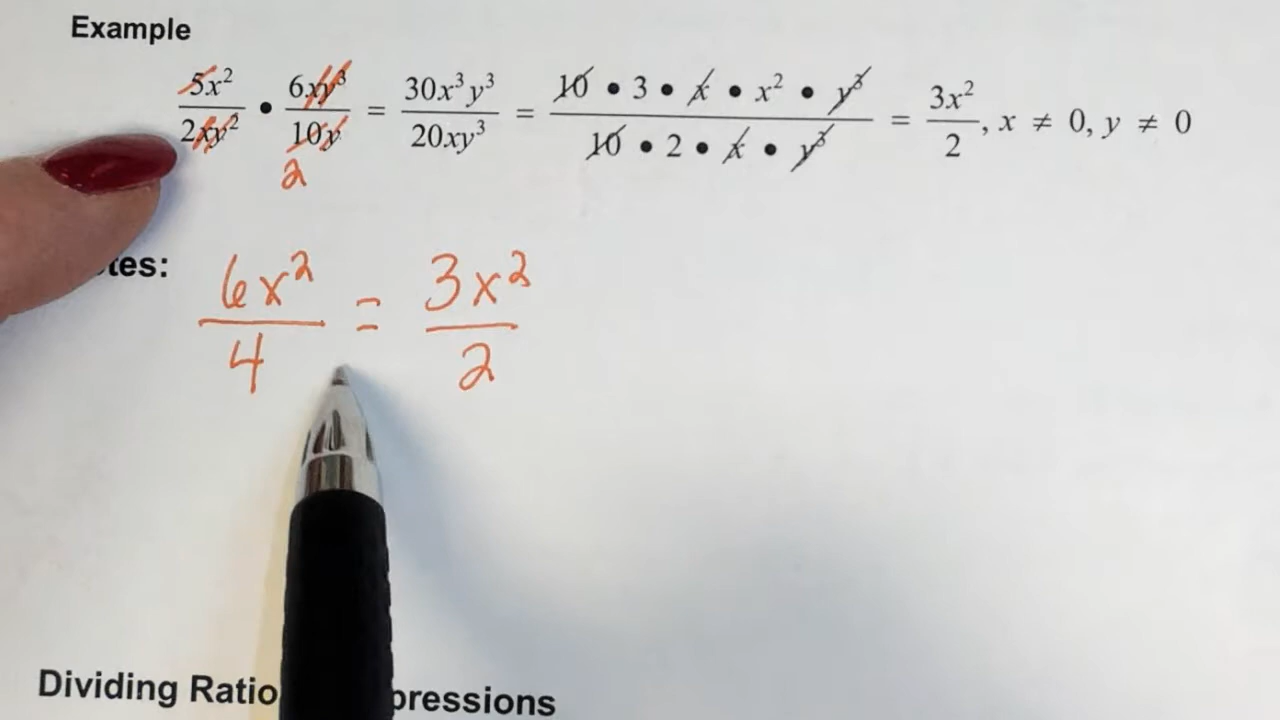 Example
5x²/2xy² • 6xy³/10y = 30x³y³/20xy³ = 10 • 3 • x • x² • y³/10 • 2 • x • y³ = 3x²/2, x ≠ 0, y ≠ 0
2
tes: 6x²/4 = 3x²/2
Dividing Ratio pressions